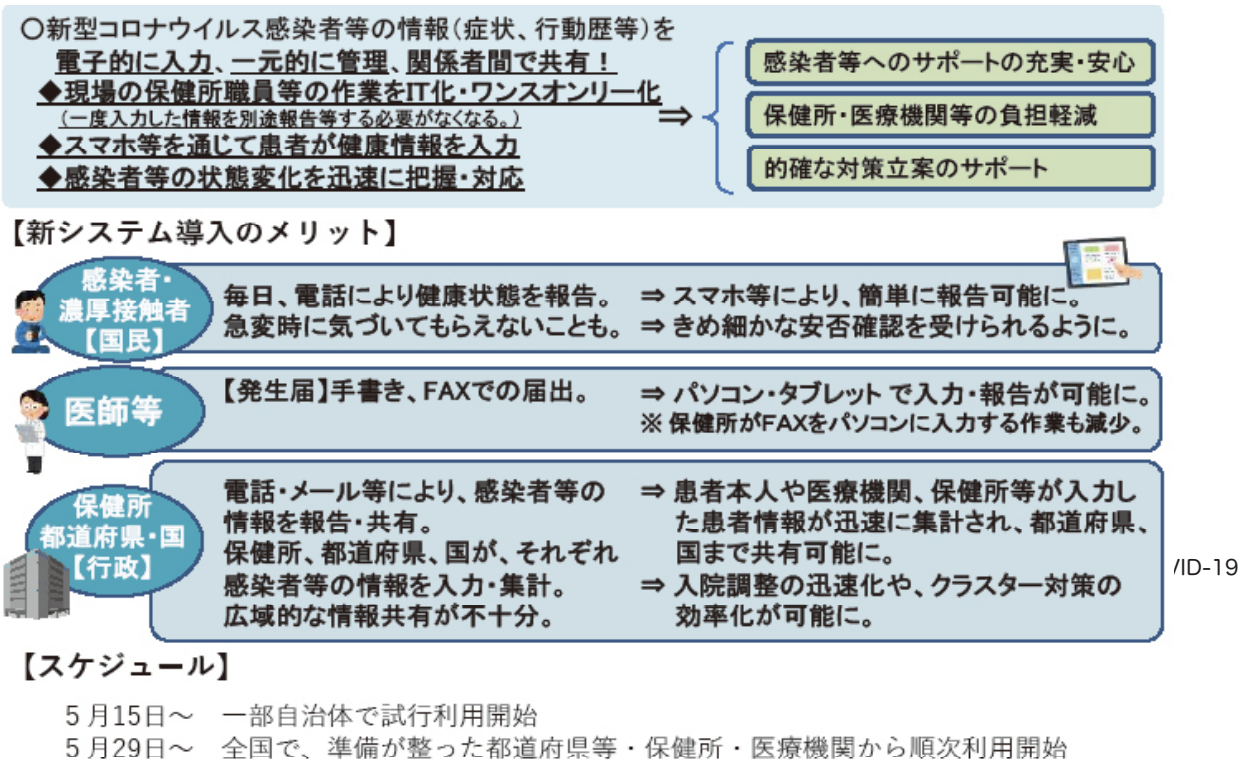 ○新型コロナウイルス感染者等の情報(症状、行動歴等)を
電子的に入力、一元的に管理、関係者間で共有!
◆現場の保健所職員等の作業をIT化・ワンスオンリー化
(一度入力した情報を別途報告等する必要がなくなる。)
◆スマホ等を通じて患者が健康情報を入力
◆感染者等の状態変化を迅速に把握・対応
⇒
感染者等へのサポートの充実・安心
保健所・医療機関等の負担軽減
的確な対策立案のサポート
【新システム導入のメリット】
感染者・
濃厚接触者
【国民】
毎日、電話により健康状態を報告。
急変時に気づいてもらえないことも。
⇒ スマホ等により、簡単に報告可能に。
⇒ きめ細かな安否確認を受けられるように。
医師等
【発生届】手書き、FAXでの届出。
⇒ パソコン・タブレット で入力・報告が可能に。
※ 保健所がFAXをパソコンに入力する作業も減少。
保健所
都道府県・国
【行政】
電話・メール等により、感染者等の
情報を報告・共有。
保健所、都道府県、国が、それぞれ
感染者等の情報を入力・集計。
広域的な情報共有が不十分。
⇒ 患者本人や医療機関、保健所等が入力し
た患者情報が迅速に集計され、都道府県、
国まで共有可能に。
⇒ 入院調整の迅速化や、クラスター対策の
効率化が可能に。
/ID-19
【スケジュール】
5月15日~ 一部自治体で試行利用開始
5月29日~ 全国で、準備が整った都道府県等・保健所・医療機関から順次利用開始